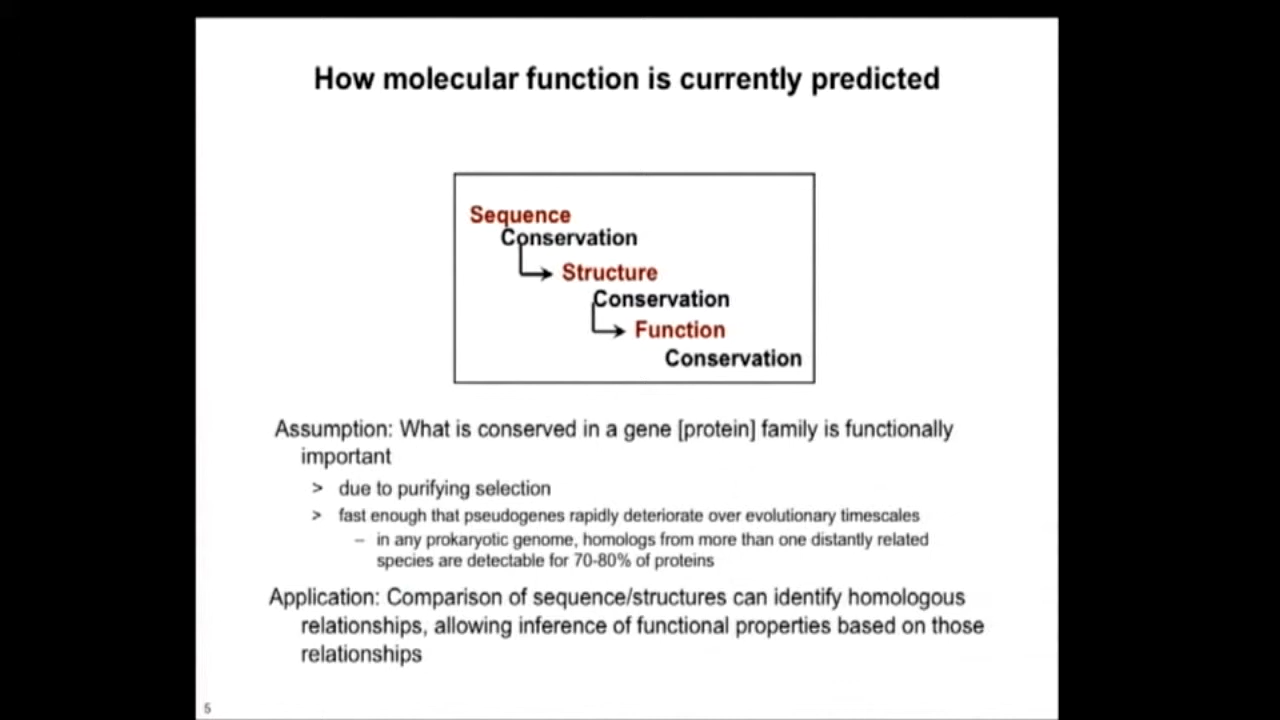 How molecular function is currently predicted
Sequence
Conservation
Structure
Conservation
Function
Conservation
Assumption: What is conserved in a gene [protein] family is functionally
important
> due to purifying selection
> fast enough that pseudogenes rapidly deteriorate over evolutionary timescales
– in any prokaryotic genome, homologs from more than one distantly related
species are detectable for 70-80% of proteins
Application: Comparison of sequence/structures can identify homologous
relationships, allowing inference of functional properties based on those
relationships
5